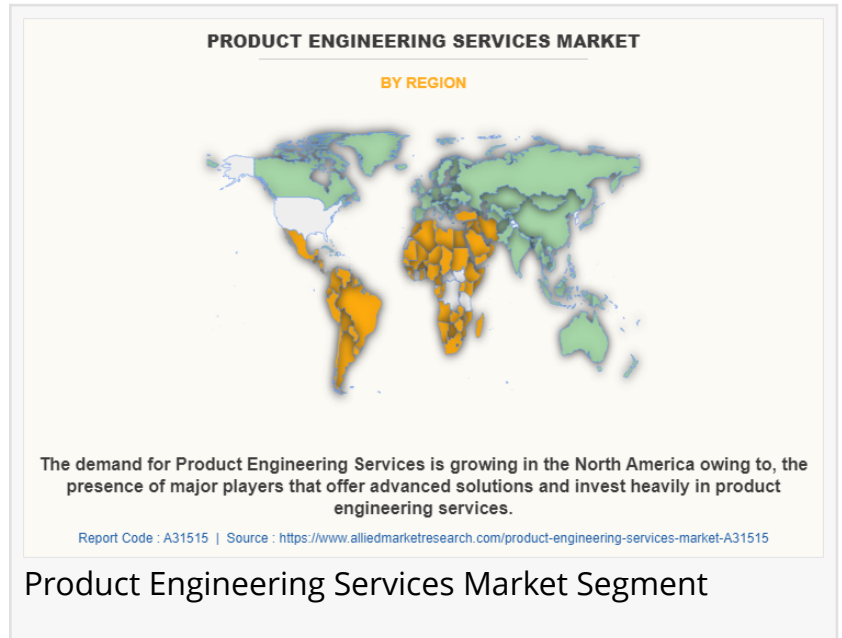 PRODUCT ENGINEERING SERVICES MARKET
BY REGION
The demand for Product Engineering Services is growing in the North America owing to, the
presence of major players that offer advanced solutions and invest heavily in product
engineering services.
Report Code : A31515 | Source : https://www.alliedmarketresearch.com/product-engineering-services-market-A31515
Product Engineering Services Market Segment